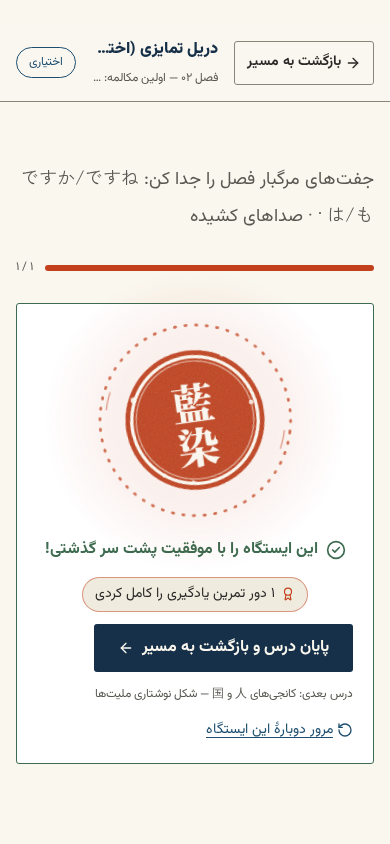 بازگشت به مسیر
دریل تمایزی (اختـ...
فصل ۰۲ — اولین مکالمه: ...
اختیاری
جفت‌های مرگبار فصل را جدا کن: ですか/ですね
· は/も · صداهای کشیده
۱/۱
藍
染
این ایستگاه را با موفقیت پشت سر گذشتی!
۱ دور تمرین یادگیری را کامل کردی
پایان درس و بازگشت به مسیر
درس بعدی: کانجی‌های 人 و 国 — شکل نوشتاری ملیت‌ها
مرور دوبارهٔ این ایستگاه